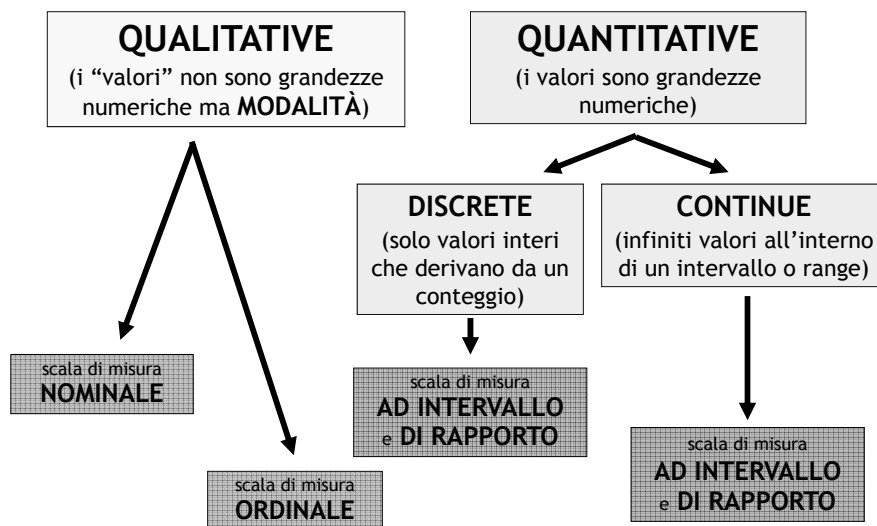 QUALITATIVE
(i “valori” non sono grandezze
numeriche ma MODALITÀ)
QUANTITATIVE
(i valori sono grandezze
numeriche)
DISCRETE
(solo valori interi
che derivano da un
conteggio)
CONTINUE
(infiniti valori all’interno
di un intervallo o range)
scala di misura
NOMINALE
scala di misura
ORDINALE
scala di misura
AD INTERVALLO
e DI RAPPORTO
scala di misura
AD INTERVALLO
e DI RAPPORTO